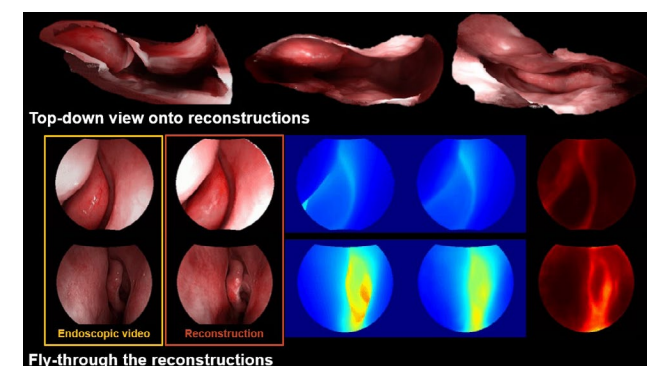 Top-down view onto reconstructions
Endoscopic video
Reconstruction
Fly-through the reconstructions